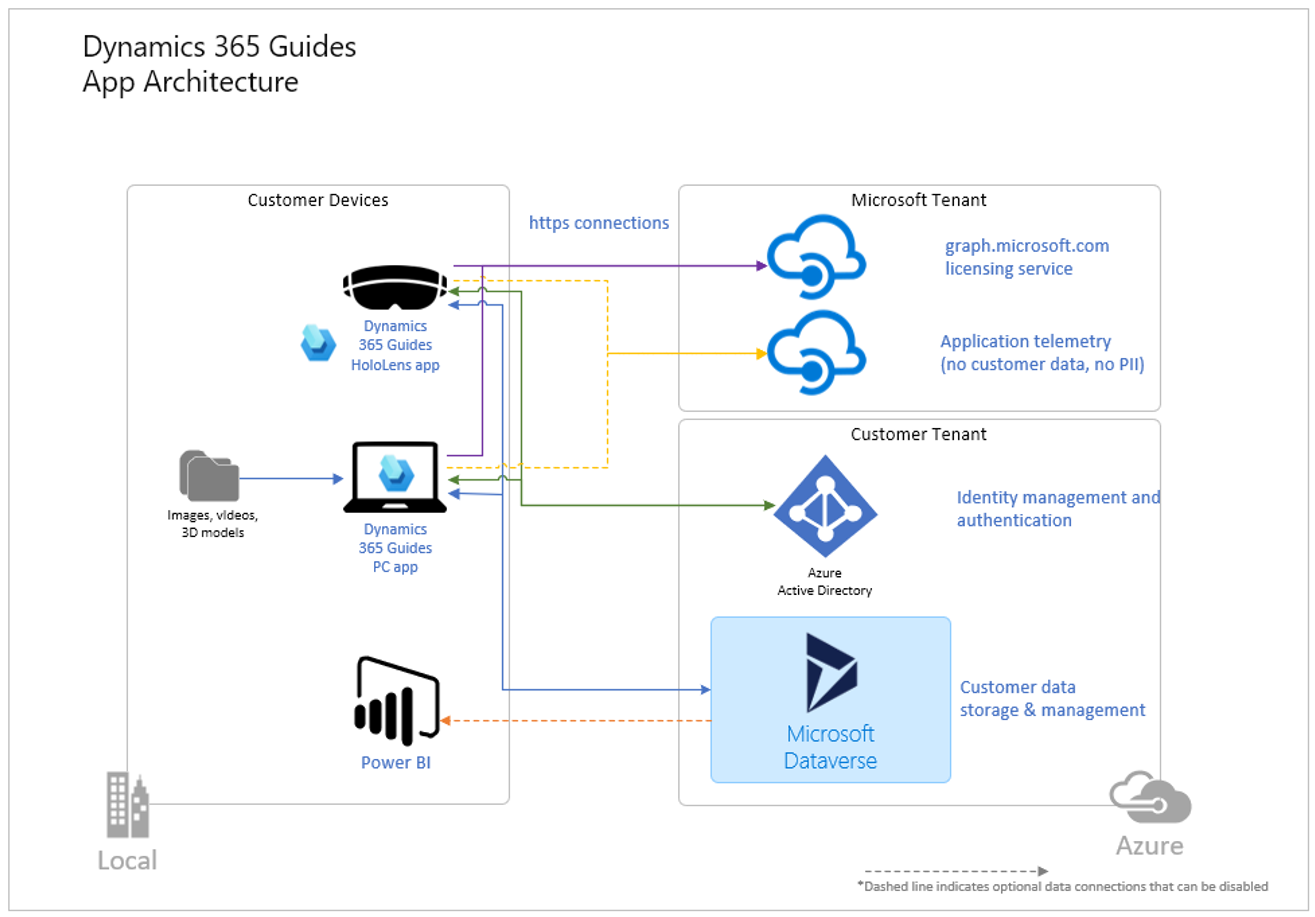 Dynamics 365 Guides
App Architecture
Customer Devices
https connections
Microsoft Tenant
graph.microsoft.com
licensing service
Dynamics
365 Guides
HoloLens app
Application telemetry
(no customer data, no PII)
Customer Tenant
Images, videos,
3D models
Dynamics
365 Guides
PC app
Identity management and
authentication
Azure
Active Directory
Customer data
storage & management
Microsoft
Dataverse
Power BI
Local
Azure
*Dashed line indicates optional data connections that can be disabled